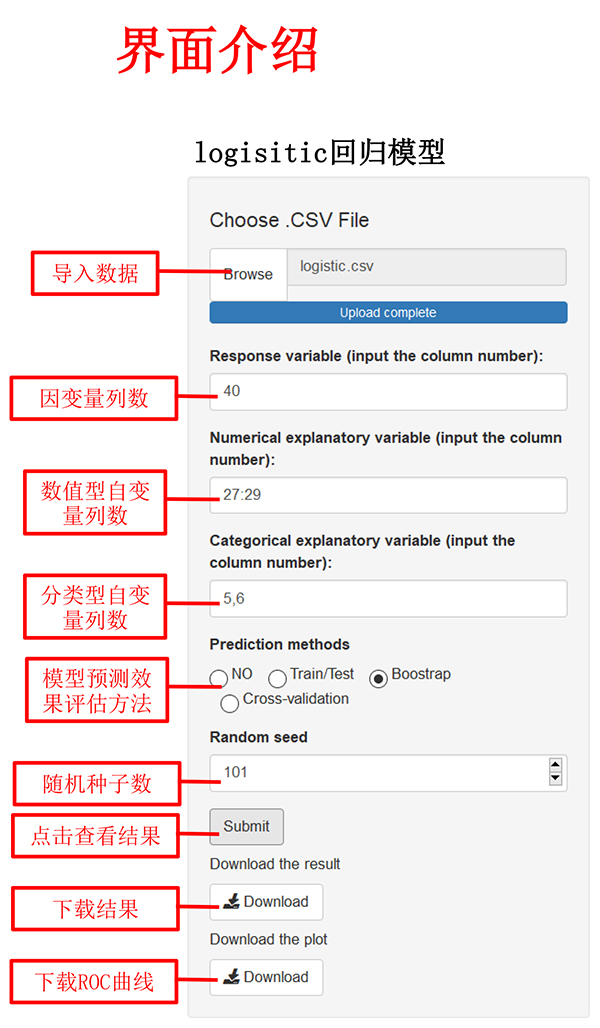 界面介绍
logisitic回归模型
Choose .CSV File
导入数据
Browse
logistic.csv
Upload complete
Response variable (input the column number):
因变量列数
40
Numerical explanatory variable (input the column
number):
数值型自变
量列数
27:29
Categorical explanatory variable (input the
column number):
分类型自变
量列数
5,6
Prediction methods
模型预测效
果评估方法
NO Train/Test Boostrap
Cross-validation
Random seed
随机种子数
101
点击查看结果
Submit
Download the result
下载结果
Download
Download the plot
下载ROC曲线
Download